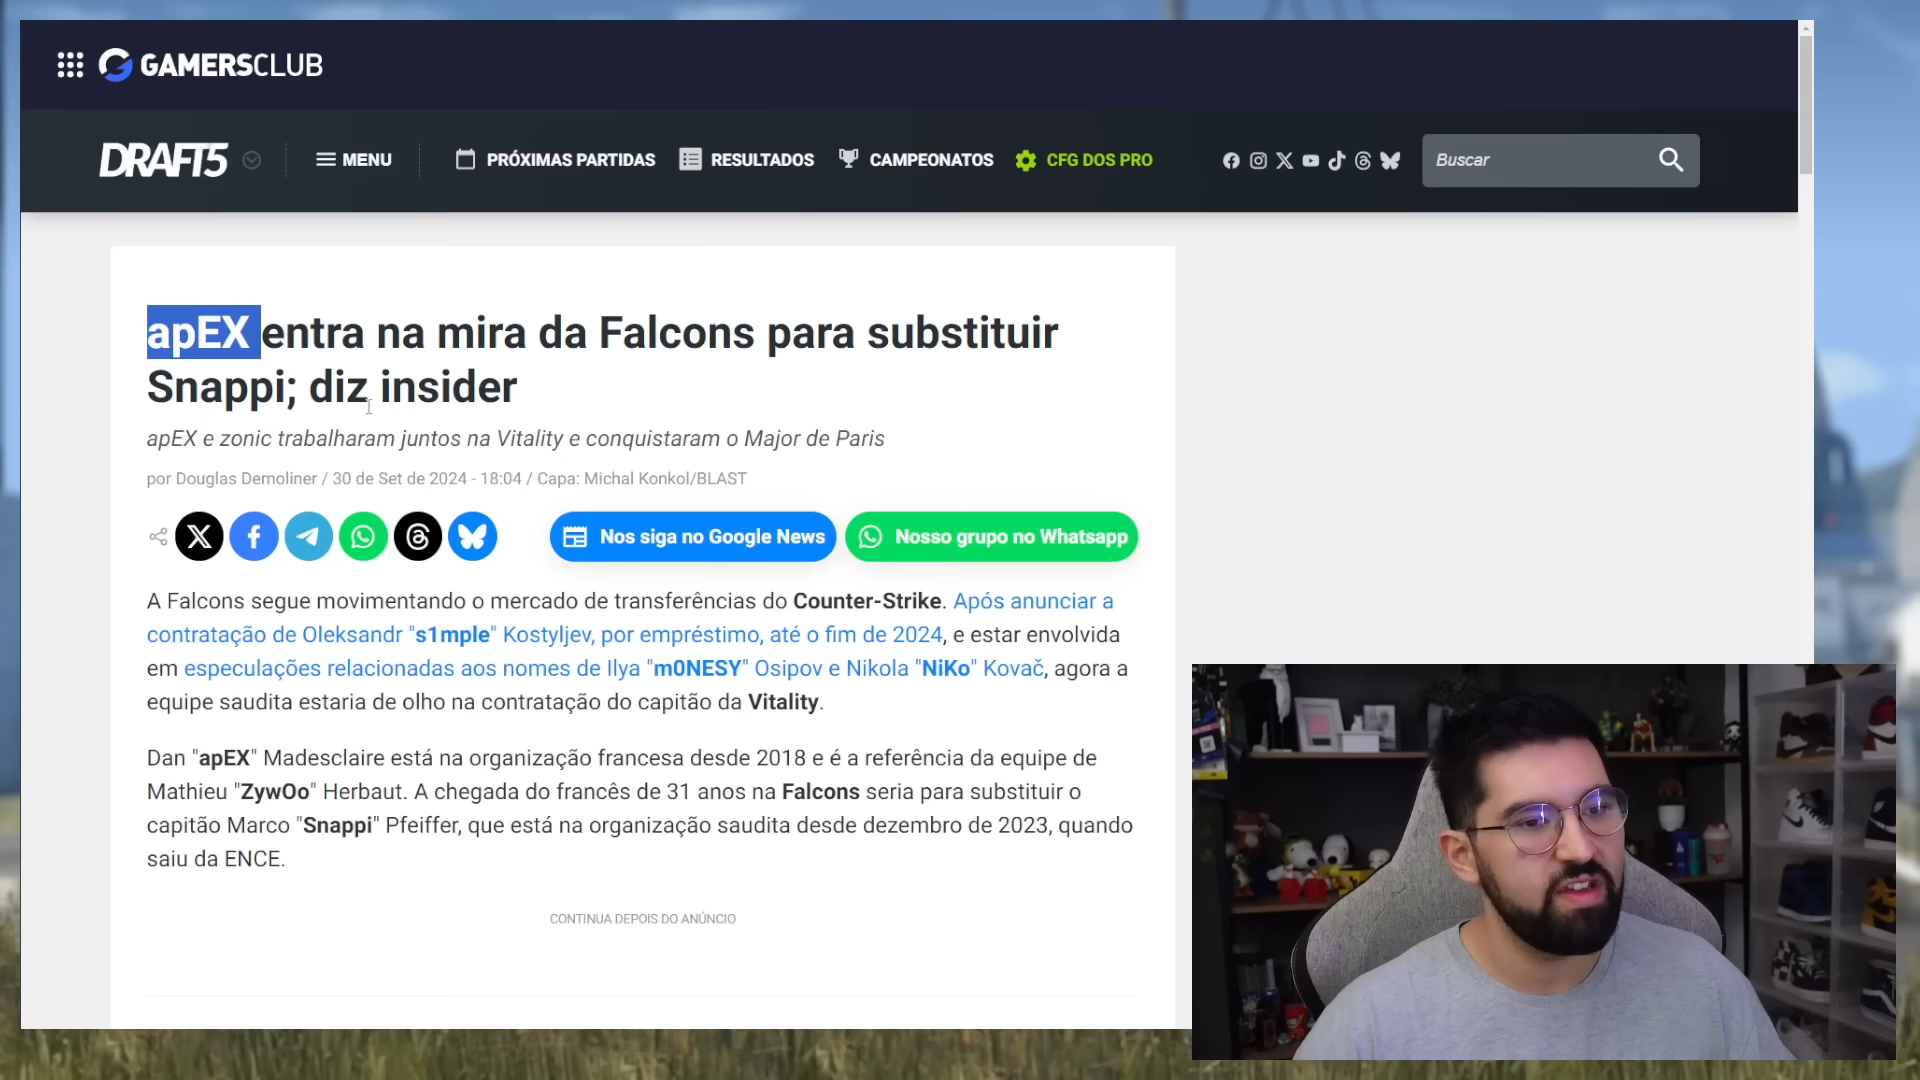 GAMERSCLUB
DRAFT5
MENU
PRÓXIMAS PARTIDAS
RESULTADOS
CAMPEONATOS
CFG DOS PRO
Buscar
apEX entra na mira da Falcons para substituir
Snappi; diz insider
apEX e zonic trabalharam juntos na Vitality e conquistaram o Major de Paris
por Douglas Demoliner / 30 de Set de 2024 - 18:04 / Capa: Michal Konkol/BLAST
Nos siga no Google News
Nosso grupo no Whatsapp
A Falcons segue movimentando o mercado de transferências do Counter-Strike. Após anunciar a
contratação de Oleksandr "s1mple" Kostyljev, por empréstimo, até o fim de 2024, e estar envolvida
em especulações relacionadas aos nomes de Ilya "m0NESY" Osipov e Nikola "NiKo" Kovač, agora a
equipe saudita estaria de olho na contratação do capitão da Vitality.
Dan "apEX" Madesclaire está na organização francesa desde 2018 e é a referência da equipe de
Mathieu "ZywOo" Herbaut. A chegada do francês de 31 anos na Falcons seria para substituir o
capitão Marco "Snappi" Pfeiffer, que está na organização saudita desde dezembro de 2023, quando
saiu da ENCE.
CONTINUA DEPOIS DO ANÚNCIO